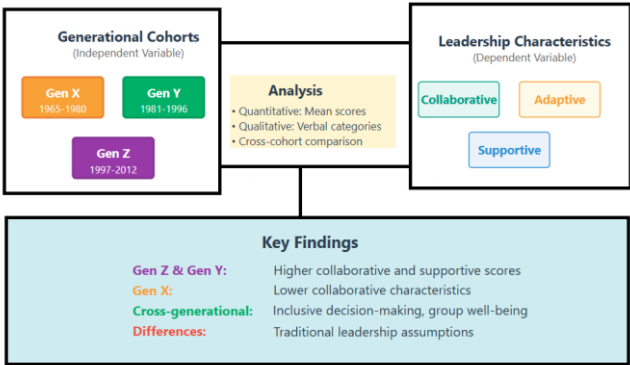 Generational Cohorts
(Independent Variable)
Gen X
1965-1980
Gen Y
1981-1996
Gen Z
1997-2012
Analysis
• Quantitative: Mean scores
• Qualitative: Verbal categories
• Cross-cohort comparison
Leadership Characteristics
(Dependent Variable)
Collaborative
Adaptive
Supportive
Key Findings
Gen Z & Gen Y: Higher collaborative and supportive scores
Gen X: Lower collaborative characteristics
Cross-generational: Inclusive decision-making, group well-being
Differences: Traditional leadership assumptions